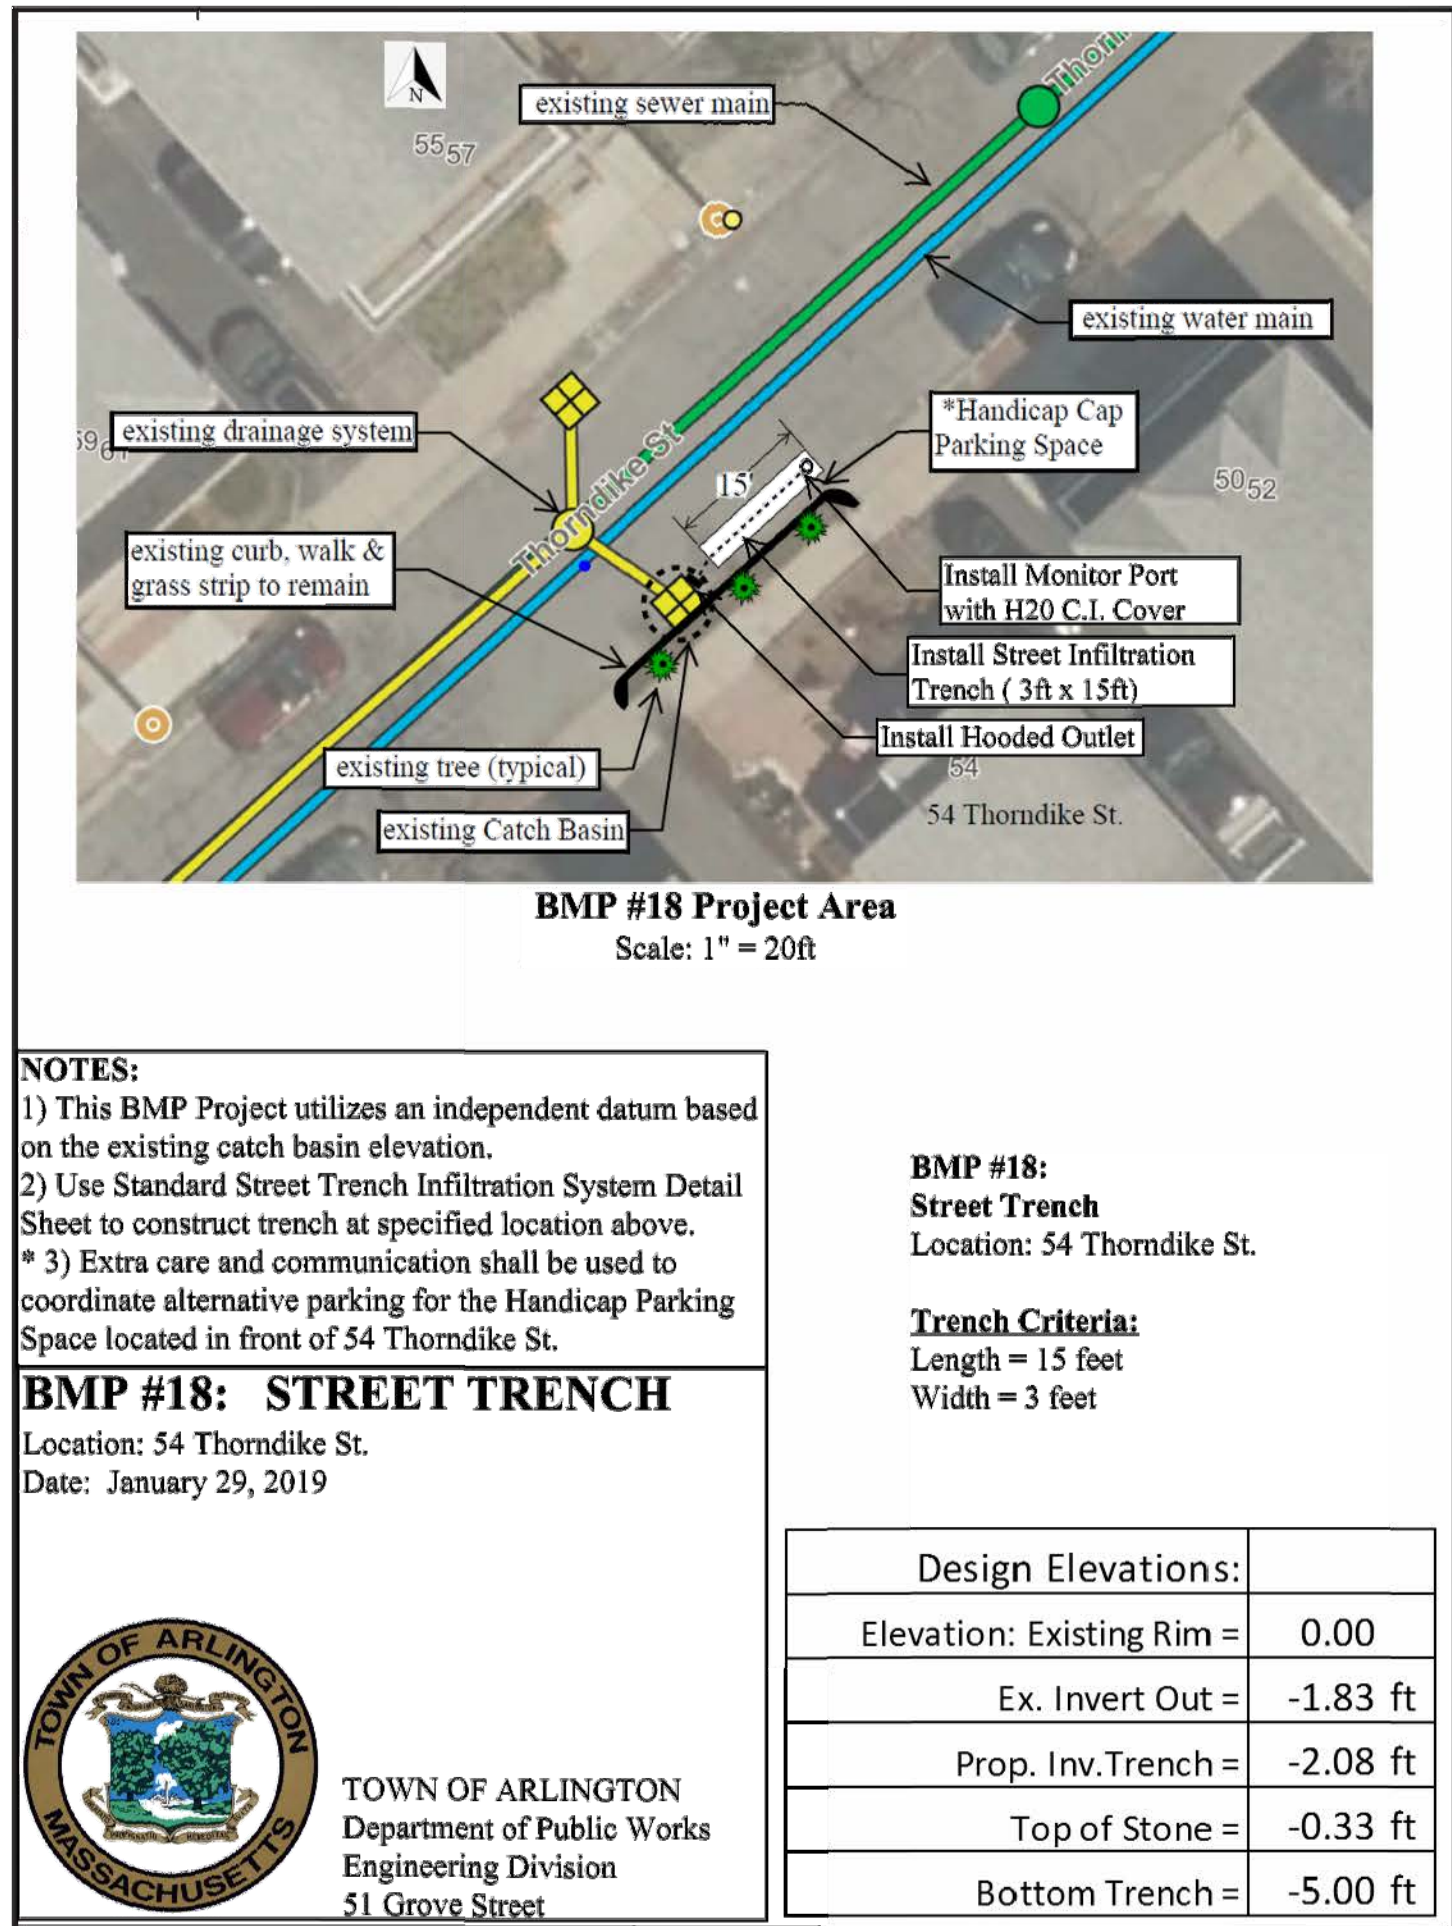 N
existing sewer main
Thorn
55 57
existing water main
existing drainage system
*Handicap Cap
Parking Space
59 61
Thorndike St
15'
50 52
existing curb, walk &
grass strip to remain
Install Monitor Port
with H20 C.I. Cover
Install Street Infiltration
Trench ( 3ft x 15ft)
Install Hooded Outlet
existing tree (typical)
54
existing Catch Basin
54 Thorndike St.
BMP #18 Project Area
Scale: 1" = 20ft
NOTES:
1) This BMP Project utilizes an independent datum based
on the existing catch basin elevation.
2) Use Standard Street Trench Infiltration System Detail
Sheet to construct trench at specified location above.
* 3) Extra care and communication shall be used to
coordinate alternative parking for the Handicap Parking
Space located in front of 54 Thorndike St.
BMP #18: STREET TRENCH
Location: 54 Thorndike St.
Date: January 29, 2019
TOWN OF ARLINGTON
MASSACHUSETTS
TOWN OF ARLINGTON
Department of Public Works
Engineering Division
51 Grove Street
BMP #18:
Street Trench
Location: 54 Thorndike St.
Trench Criteria:
Length = 15 feet
Width = 3 feet
Design Elevations:
Elevation: Existing Rim = 0.00
Ex. Invert Out = -1.83 ft
Prop. Inv.Trench = -2.08 ft
Top of Stone = -0.33 ft
Bottom Trench = -5.00 ft